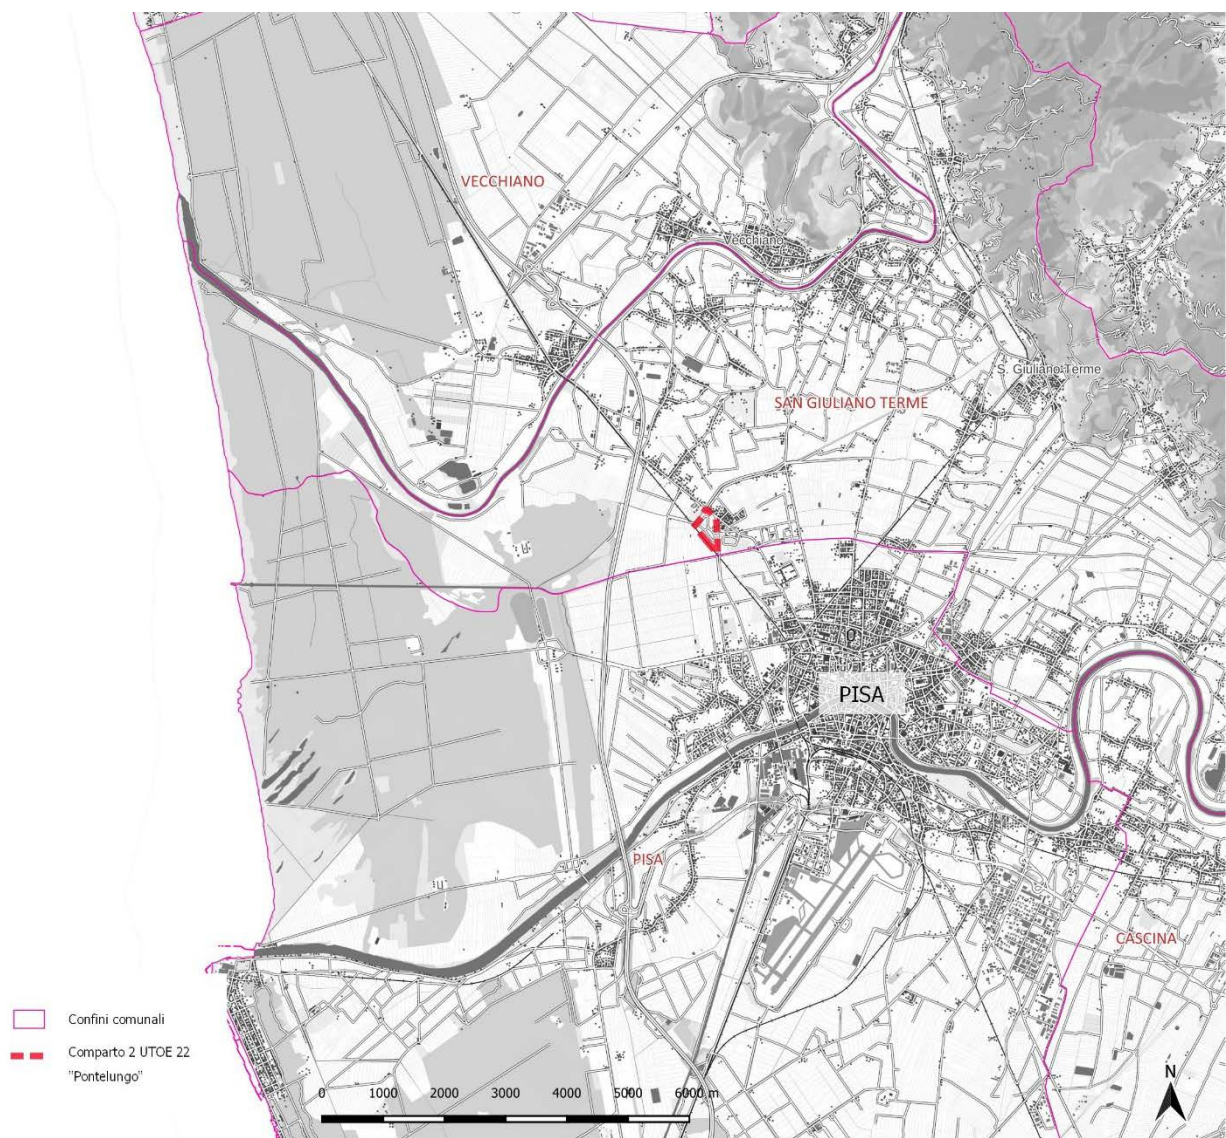 VECCHIANO
Vecchiano
S. Giuliano Terme
SAN GIULIANO TERME
PISA
PISA
CASCINA
Confini comunali
Comparto 2 UTOE 22
"Pontelungo"
0 1000 2000 3000 4000 5000 6000 m
N